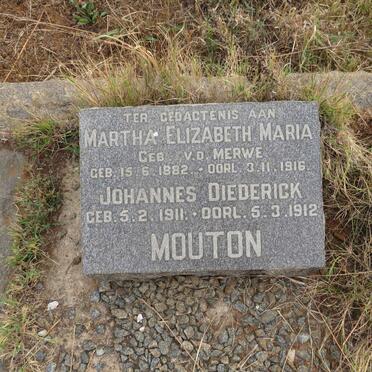 TER GEDACTENIS AAN
MARTHA ELIZABETH MARIA
GEB. V.D. MERWE
GEB. 15.6.1882. - OORL. 3.11.1916.
JOHANNES DIEDERICK
GEB. 5.2.1911. - OORL. 5.3.1912
MOUTON